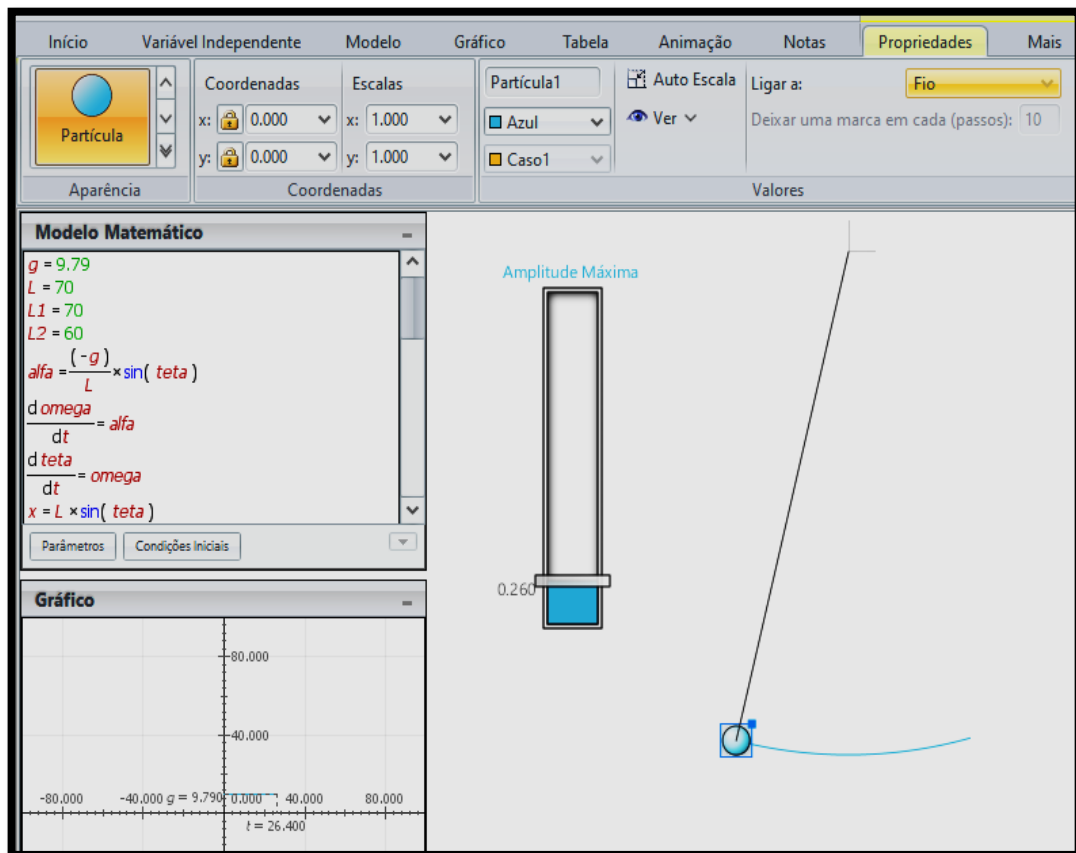 Início Variável Independente Modelo Gráfico Tabela Animação Notas Propriedades Mais
Coordenadas Escalas Partícula1 Auto Escala Ligar a: Fio
Partícula x: 0.000 x: 1.000 Azul Ver Deixar uma marca em cada (passos): 10
y: 0.000 y: 1.000 Caso1
Aparência Coordenadas Valores
Modelo Matemático
g = 9.79
L = 70
L1 = 70
L2 = 60
alfa = (-g) / L × sin( teta )
d omega / dt = alfa
d teta / dt = omega
x = L × sin( teta )
Parâmetros Condições Iniciais
Gráfico
80.000
40.000
-80.000 -40.000 g = 9.790 0.000 40.000 80.000
t = 26.400
Amplitude Máxima
0.260